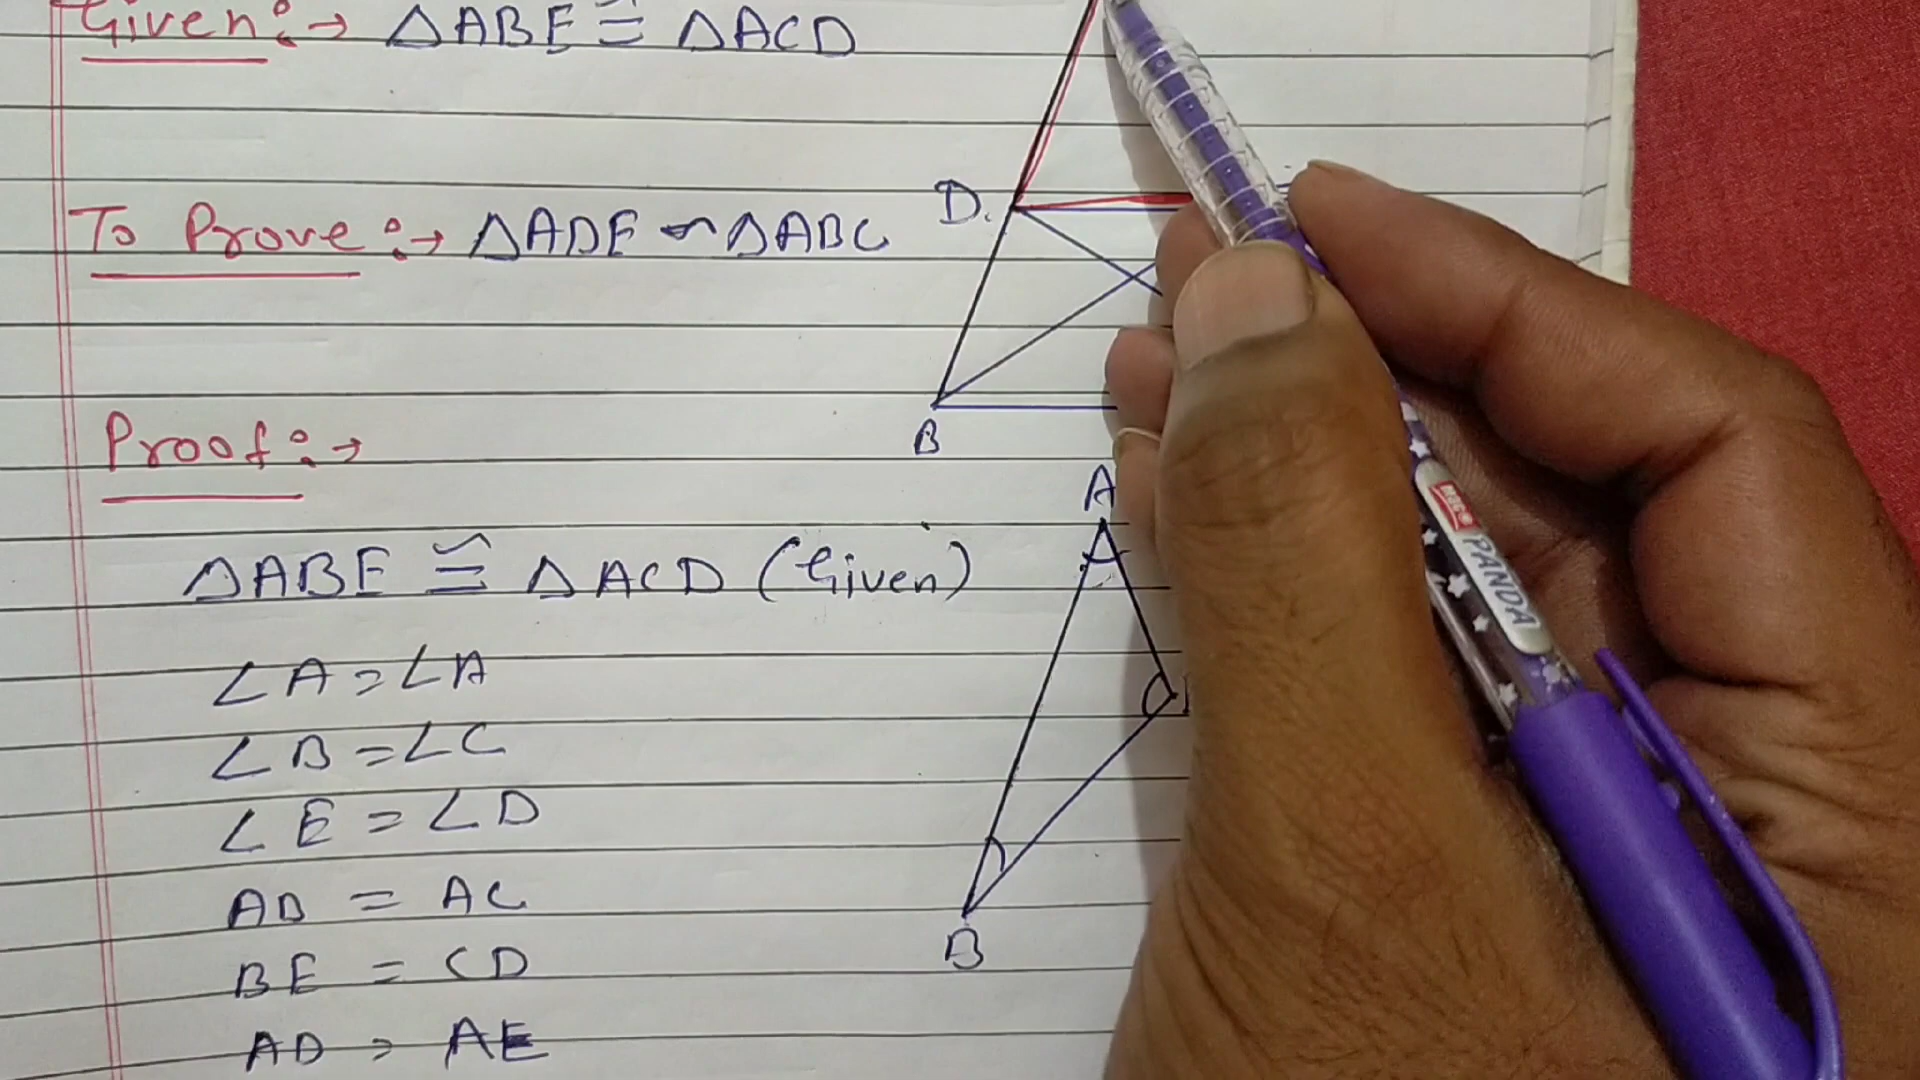 Given:→ △ABE ≅ △ACD
To Prove:→ △ADE ~ △ABC
Proof:→
△ABE ≅ △ACD (Given)
∠A = ∠A
∠B = ∠C
∠E = ∠D
AB = AC
BE = CD
AD = AE
D.
B
A
B
PANDA